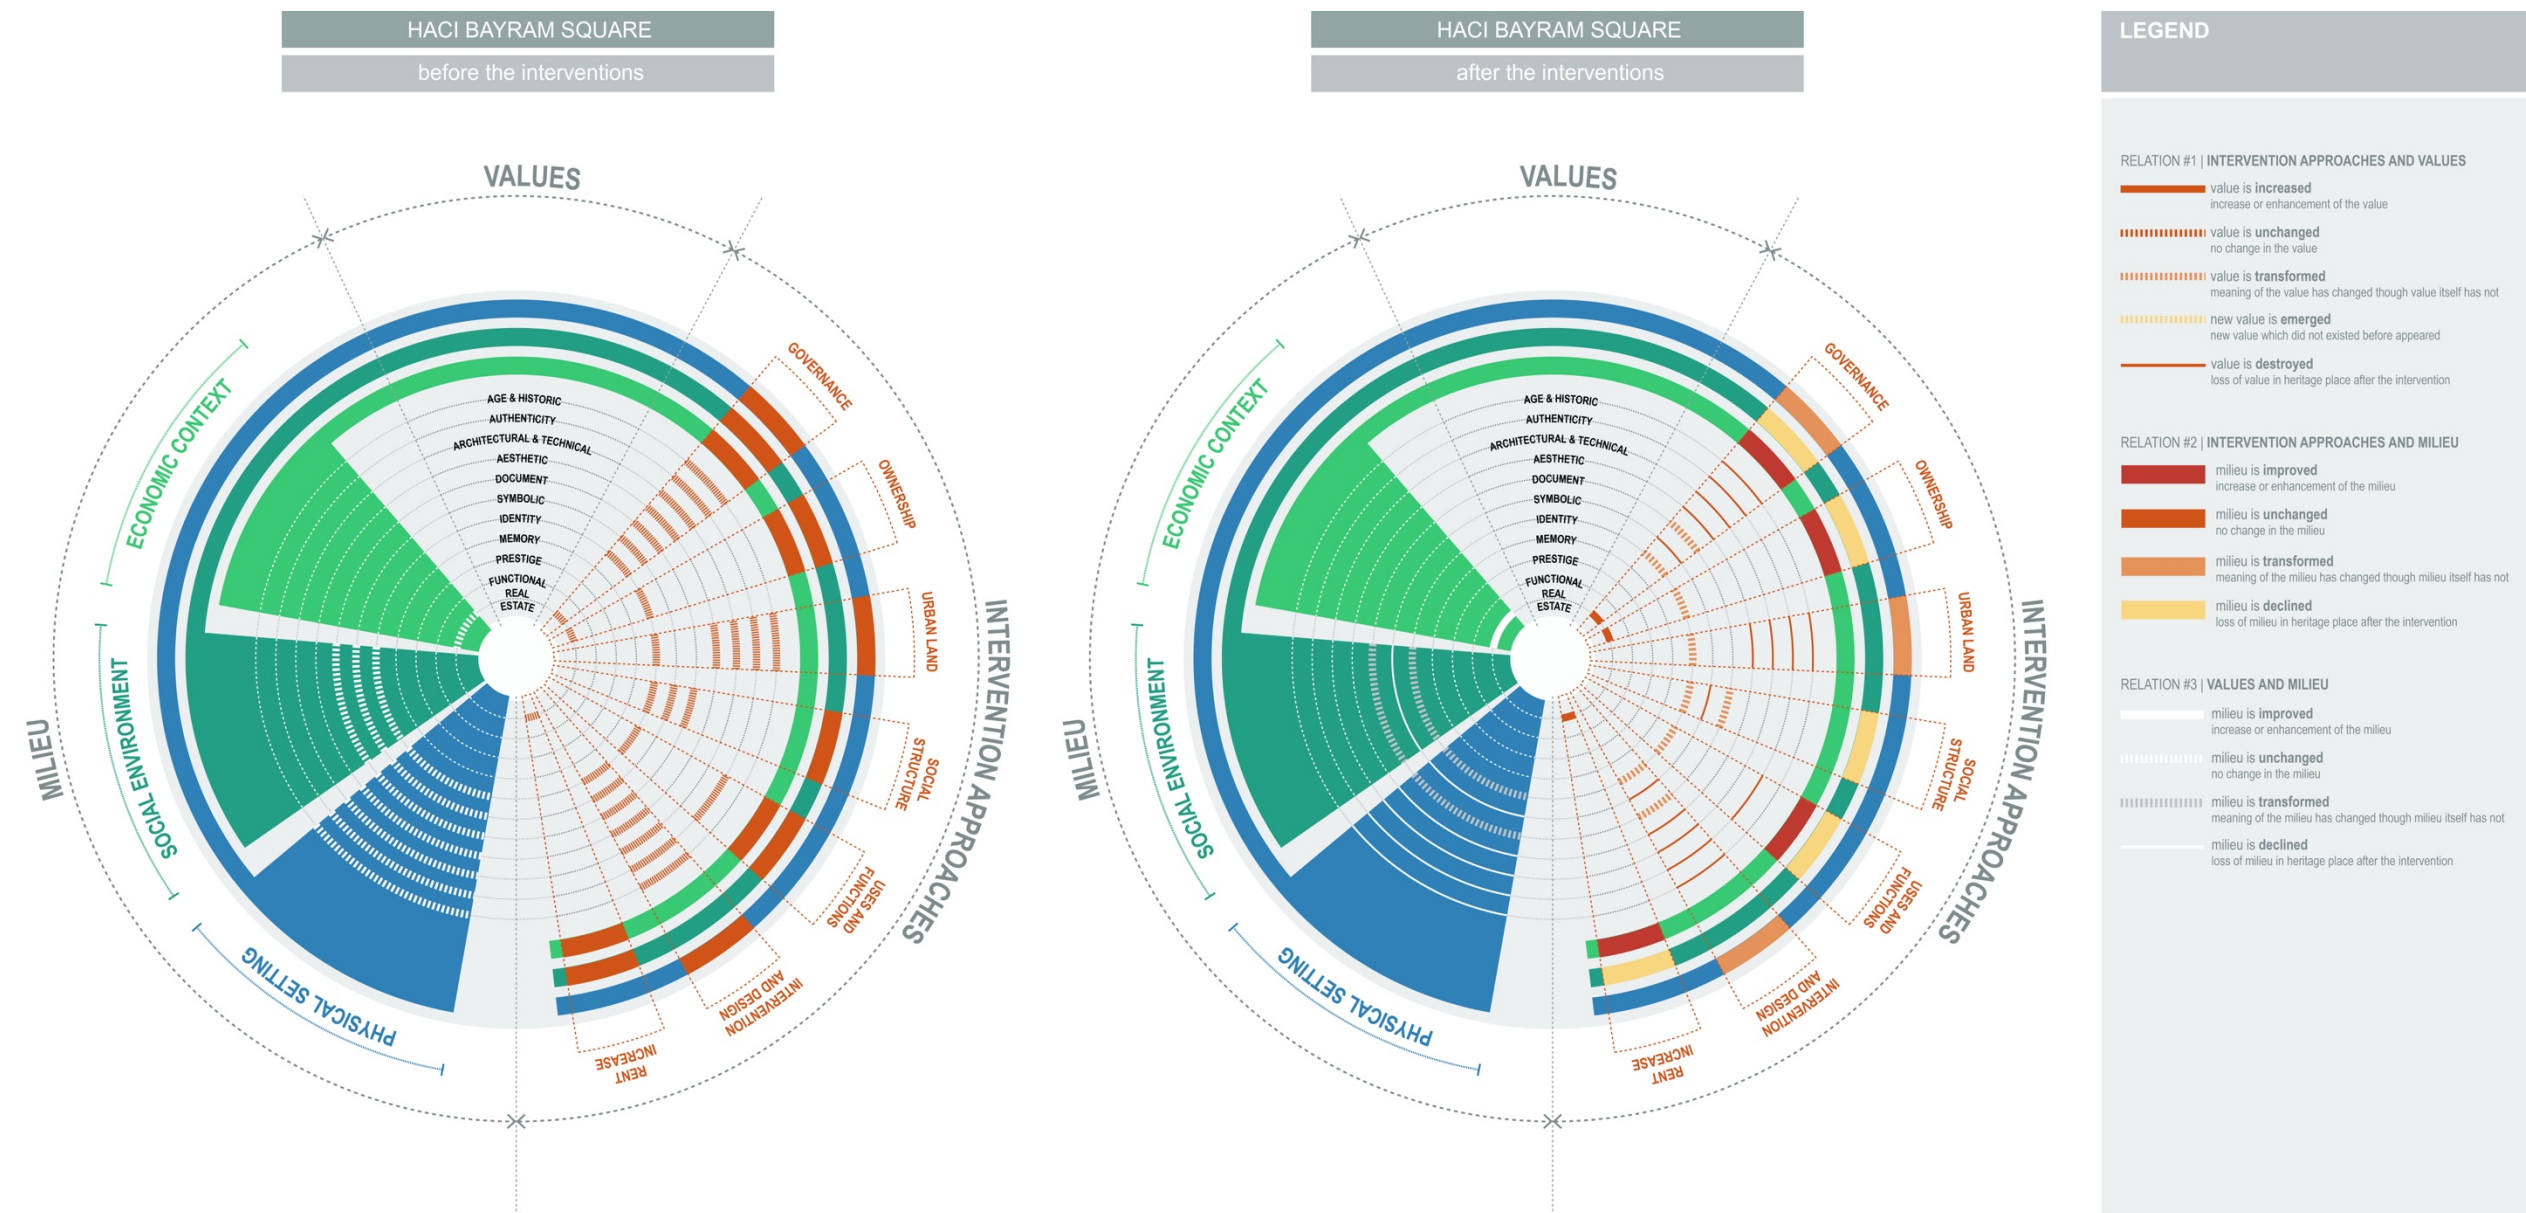 HACI BAYRAM SQUARE
before the interventions
VALUES
ECONOMIC CONTEXT
SOCIAL ENVIRONMENT
MILIEU
PHYSICAL SETTING
AGE & HISTORIC
AUTHENTICITY
ARCHITECTURAL & TECHNICAL
AESTHETIC
DOCUMENT
SYMBOLIC
IDENTITY
MEMORY
PRESTIGE
FUNCTIONAL
REAL
ESTATE
GOVERNANCE
OWNERSHIP
URBAN LAND
SOCIAL
STRUCTURE
USES AND
FUNCTIONS
INTERVENTION
AND DESIGN
RENT
INCREASE
INTERVENTION APPROACHES
HACI BAYRAM SQUARE
after the interventions
VALUES
ECONOMIC CONTEXT
SOCIAL ENVIRONMENT
MILIEU
PHYSICAL SETTING
AGE & HISTORIC
AUTHENTICITY
ARCHITECTURAL & TECHNICAL
AESTHETIC
DOCUMENT
SYMBOLIC
IDENTITY
MEMORY
PRESTIGE
FUNCTIONAL
REAL
ESTATE
GOVERNANCE
OWNERSHIP
URBAN LAND
SOCIAL
STRUCTURE
USES AND
FUNCTIONS
INTERVENTION
AND DESIGN
RENT
INCREASE
INTERVENTION APPROACHES
LEGEND
RELATION #1 | INTERVENTION APPROACHES AND VALUES
value is increased
increase or enhancement of the value
value is unchanged
no change in the value
value is transformed
meaning of the value has changed though value itself has not
new value is emerged
new value which did not existed before appeared
value is destroyed
loss of value in heritage place after the intervention
RELATION #2 | INTERVENTION APPROACHES AND MILIEU
milieu is improved
increase or enhancement of the milieu
milieu is unchanged
no change in the milieu
milieu is transformed
meaning of the milieu has changed though milieu itself has not
milieu is declined
loss of milieu in heritage place after the intervention
RELATION #3 | VALUES AND MILIEU
milieu is improved
increase or enhancement of the milieu
milieu is unchanged
no change in the milieu
milieu is transformed
meaning of the milieu has changed though milieu itself has not
milieu is declined
loss of milieu in heritage place after the intervention